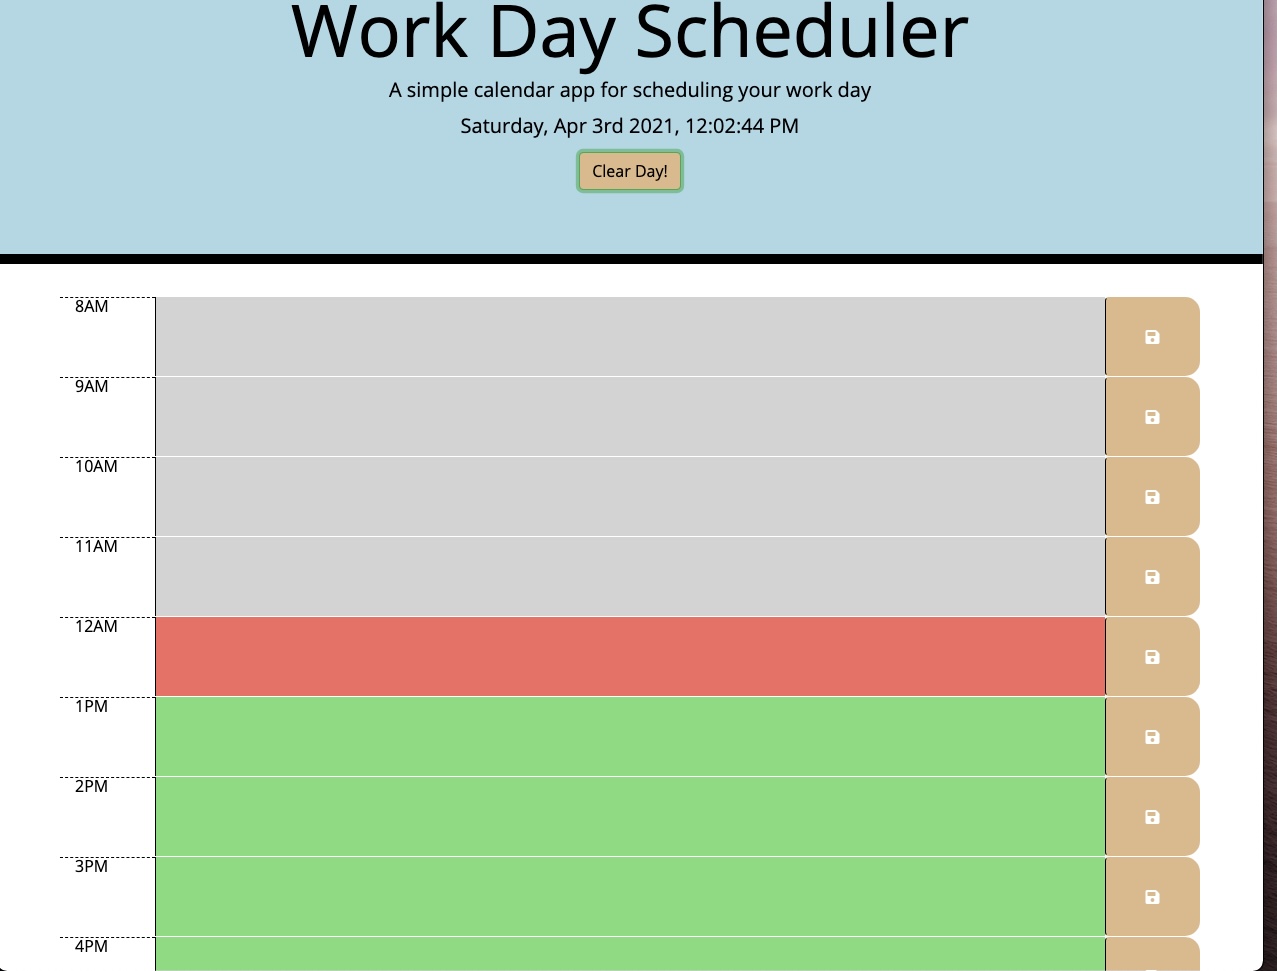 Work Day Scheduler
A simple calendar app for scheduling your work day
Saturday, Apr 3rd 2021, 12:02:44 PM
Clear Day!
8AM
9AM
10AM
11AM
12AM
1PM
2PM
3PM
4PM